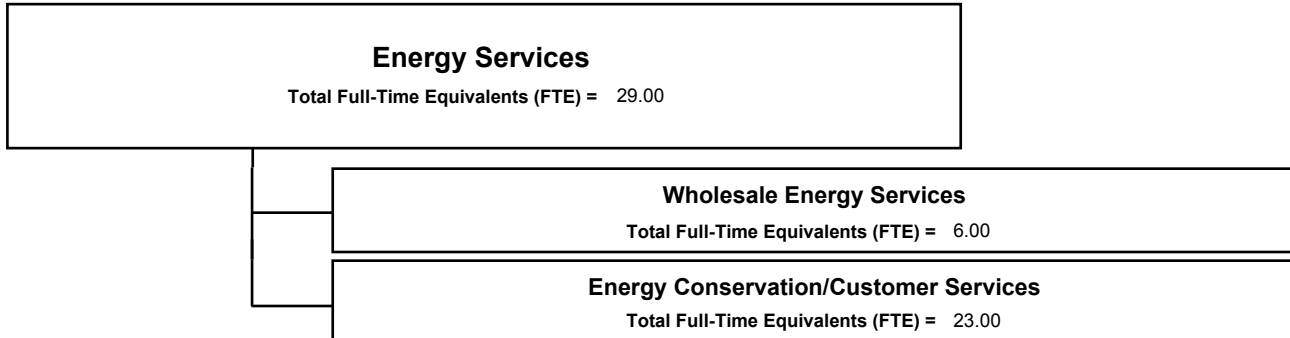 Energy Services
Total Full-Time Equivalents (FTE) = 29.00
Wholesale Energy Services
Total Full-Time Equivalents (FTE) = 6.00
Energy Conservation/Customer Services
Total Full-Time Equivalents (FTE) = 23.00